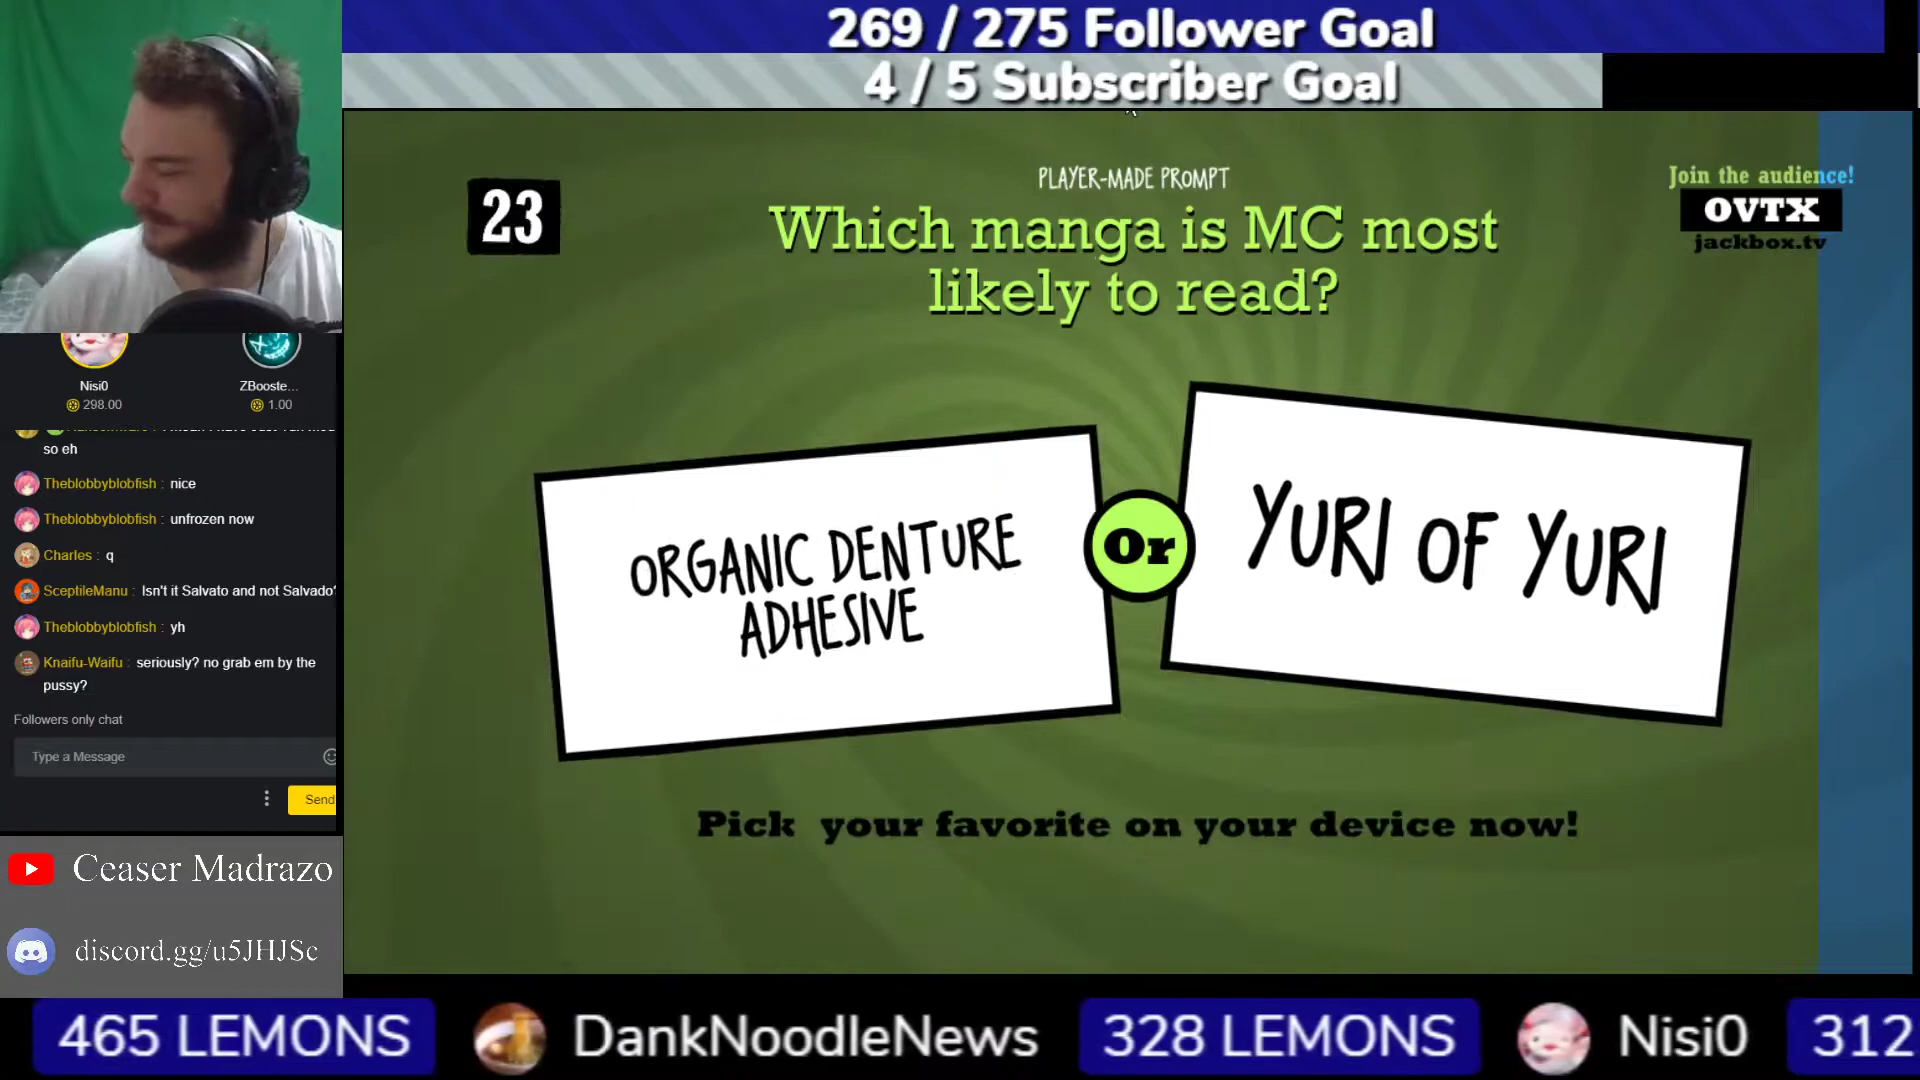 269 / 275 Follower Goal
4 / 5 Subscriber Goal
PLAYER-MADE PROMPT
23
Which manga is MC most
likely to read?
Join the audience!
OVTX
jackbox.tv
ORGANIC DENTURE
ADHESIVE
Or
YURI OF YURI
Pick your favorite on your device now!
Nisi0
298.00
ZBooste...
1.00
so eh
Theblobbyblobfish : nice
Theblobbyblobfish : unfrozen now
Charles : q
SceptileManu : Isn't it Salvato and not Salvado?
Theblobbyblobfish : yh
Knaifu-Waifu : seriously? no grab em by the
pussy?
Followers only chat
Type a Message
Send
Ceaser Madrazo
discord.gg/u5JHJSc
465 LEMONS
DankNoodleNews
328 LEMONS
Nisi0
312